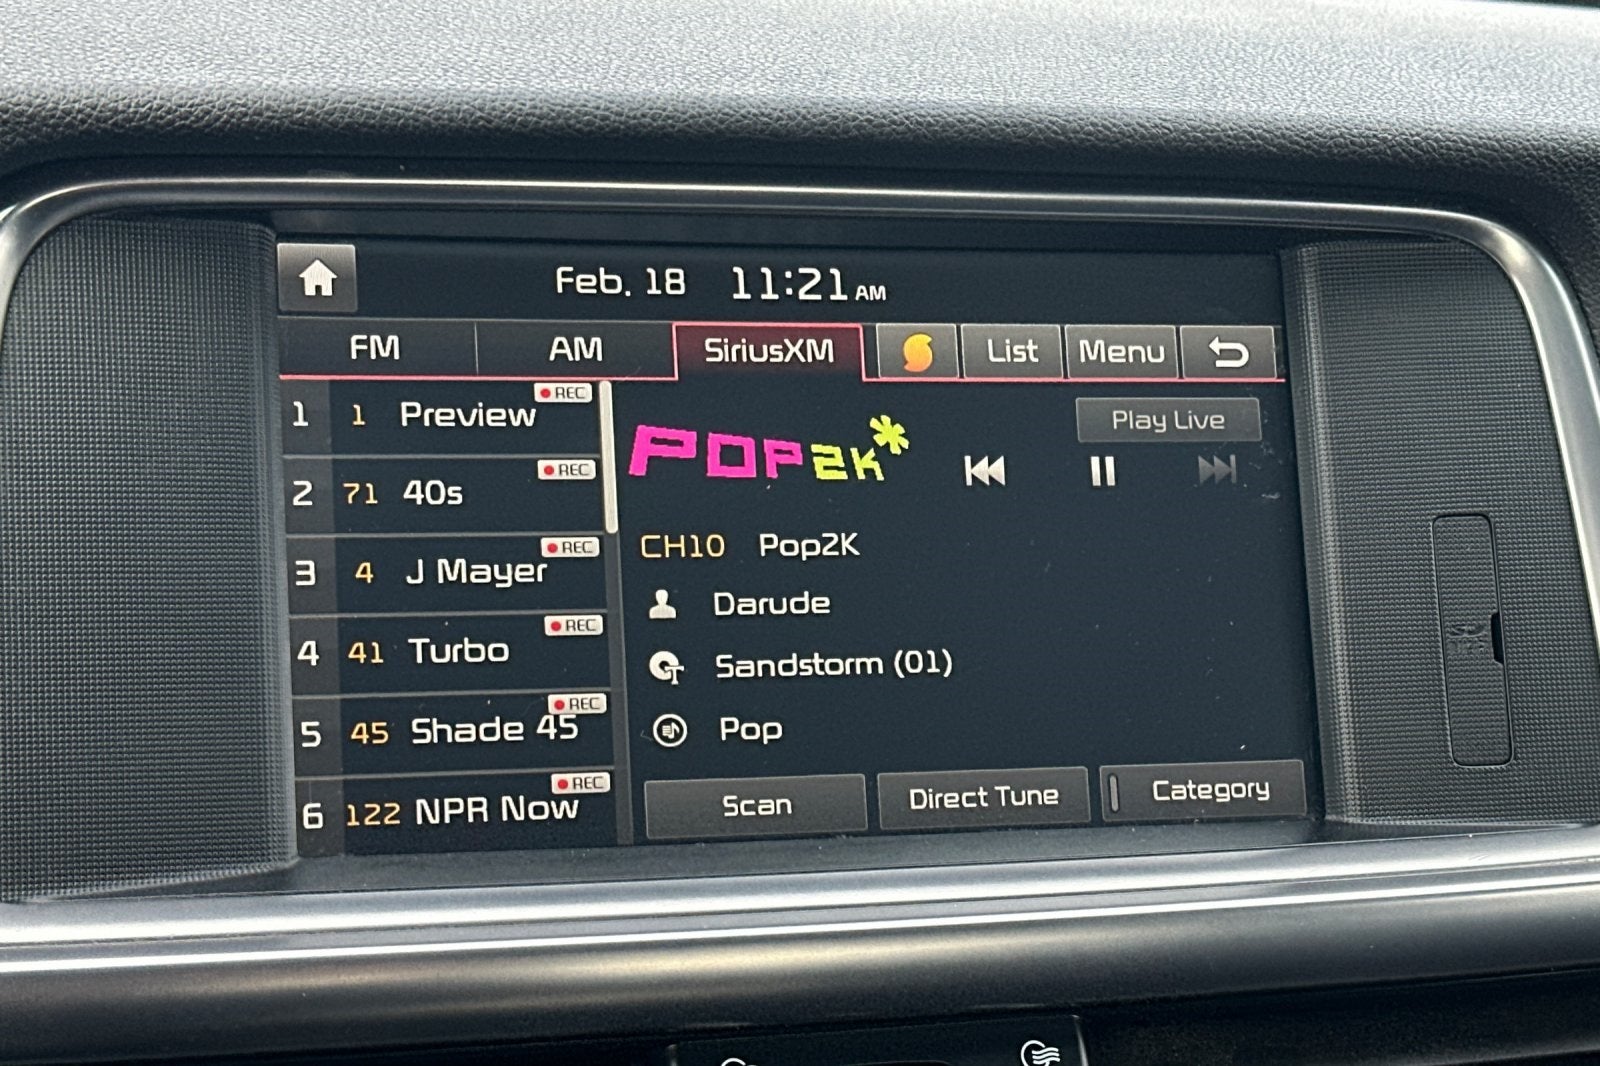 Feb. 18 11:21 AM
FM AM SiriusXM List Menu
1 1 Preview REC
2 71 40s REC
3 4 J Mayer REC
4 41 Turbo REC
5 45 Shade 45 REC
6 122 NPR Now REC
POP2K*
Play Live
CH10 Pop2K
Darude
Sandstorm (01)
Pop
Scan Direct Tune Category